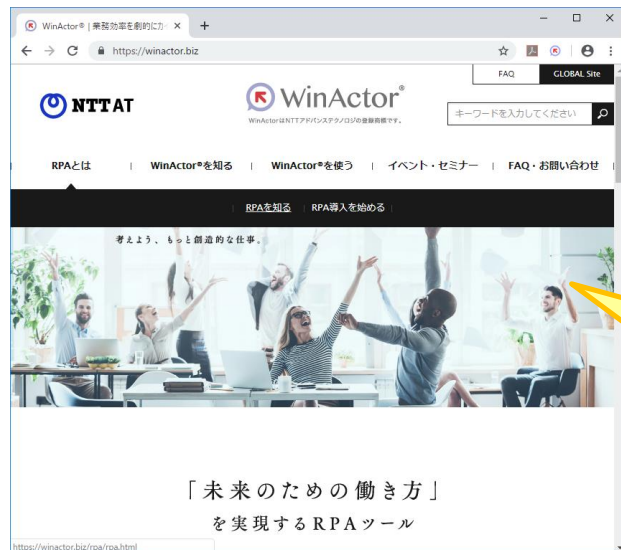 WinActor® | 業務効率を劇的にカ
https://winactor.biz
FAQ
GLOBAL Site
NTT AT
WinActor®
WinActorはNTTアドバンステクノロジの登録商標です。
キーワードを入力してください
RPAとは
WinActor®を知る
WinActor®を使う
イベント・セミナー
FAQ・お問い合わせ
RPAを知る
RPA導入を始める
考えよう、もっと創造的な仕事。
「未来のための働き方」
を実現するRPAツール
https://winactor.biz/rpa/rpa.html